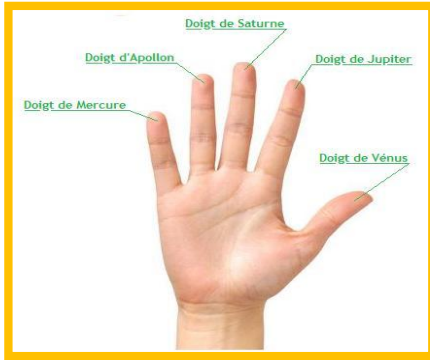 Doigt de Saturne
Doigt d'Apollon
Doigt de Jupiter
Doigt de Mercure
Doigt de Vénus